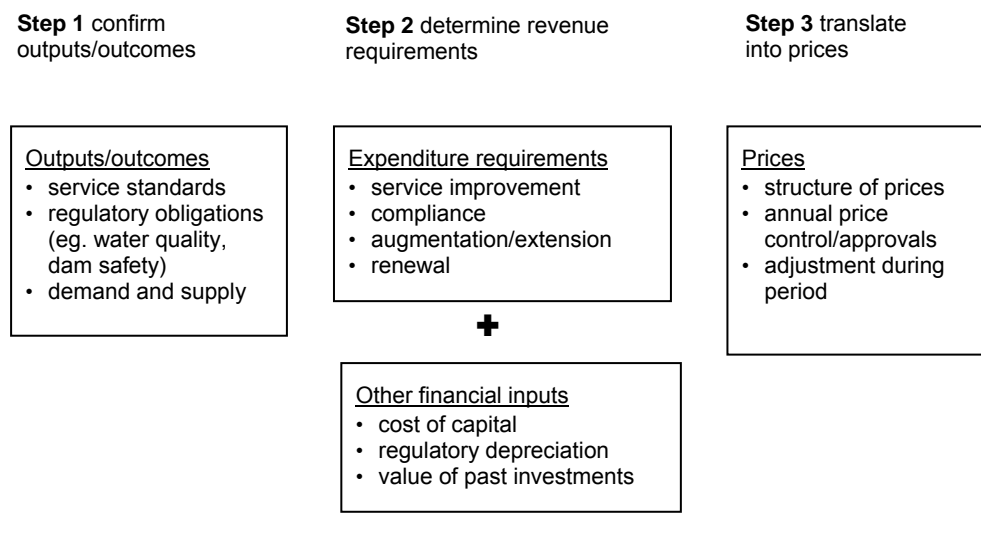 Step 1 confirm
outputs/outcomes
Step 2 determine revenue
requirements
Step 3 translate
into prices
Outputs/outcomes
• service standards
• regulatory obligations
(eg. water quality,
dam safety)
• demand and supply
Expenditure requirements
• service improvement
• compliance
• augmentation/extension
• renewal
+
Other financial inputs
• cost of capital
• regulatory depreciation
• value of past investments
Prices
• structure of prices
• annual price
control/approvals
• adjustment during
period